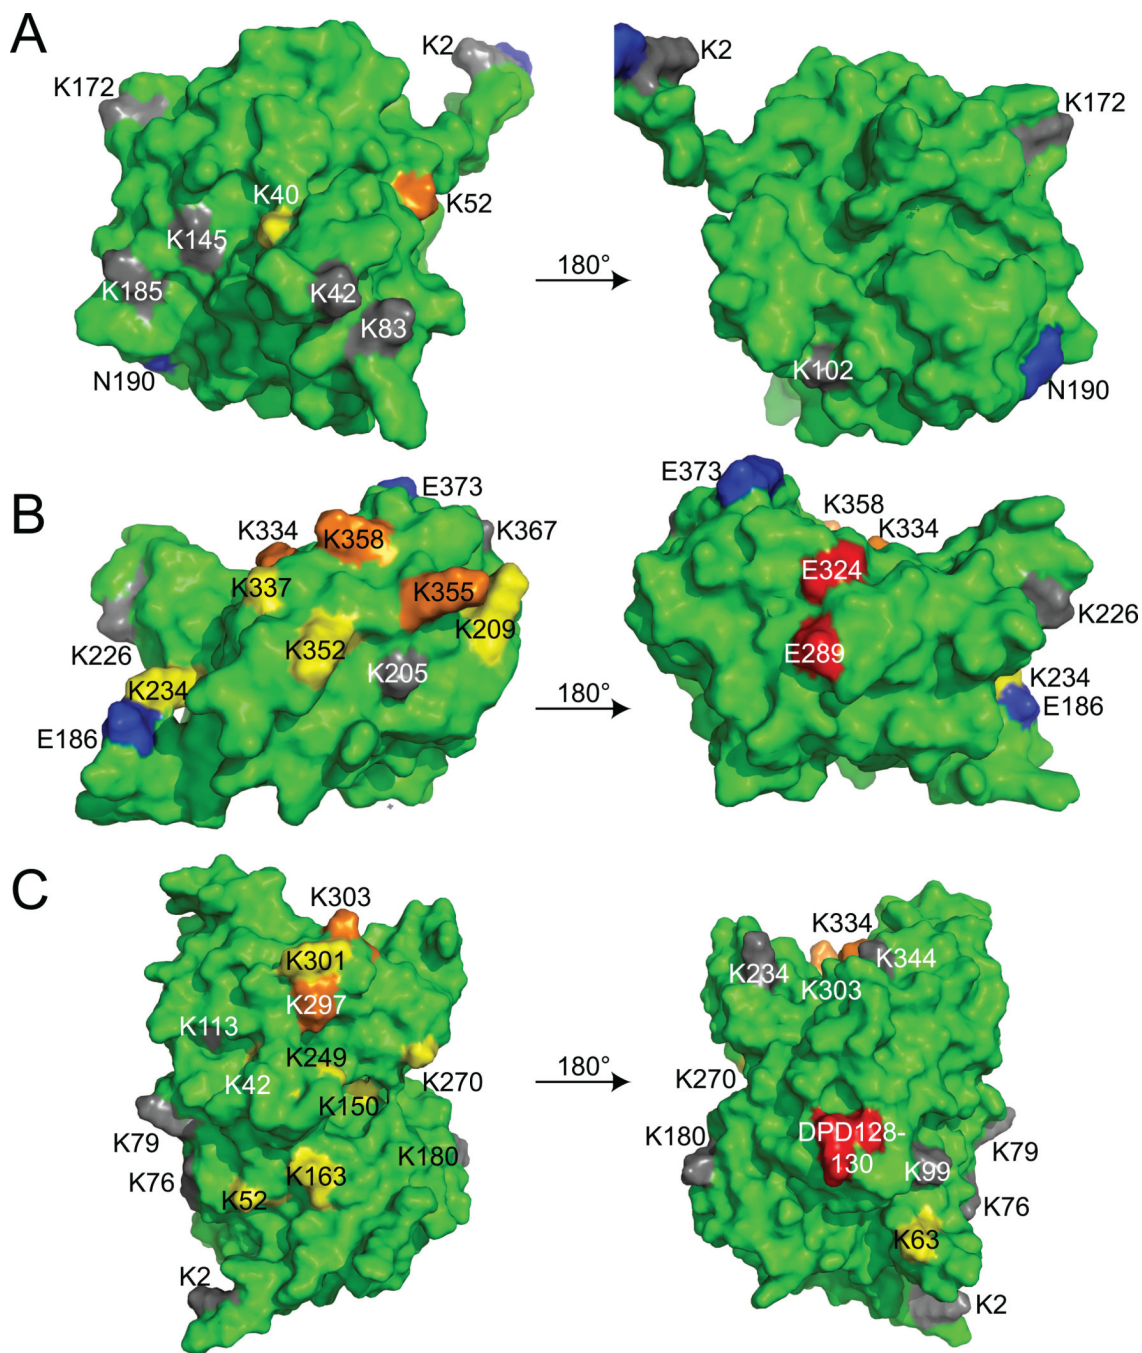 A
K2
K172
K40
K52
K145
K185
K42
K83
N190
180°
K2
K172
K102
N190
B
E373
K334
K358
K367
K337
K355
K209
K352
K226
K205
K234
E186
180°
E373
K358
K334
E324
K226
E289
K234
E186
C
K303
K301
K297
K113
K249
K42
K270
K150
K79
K180
K76
K163
K52
K2
180°
K334
K344
K234
K303
K270
K180
DPD128-
130
K79
K99
K76
K63
K2